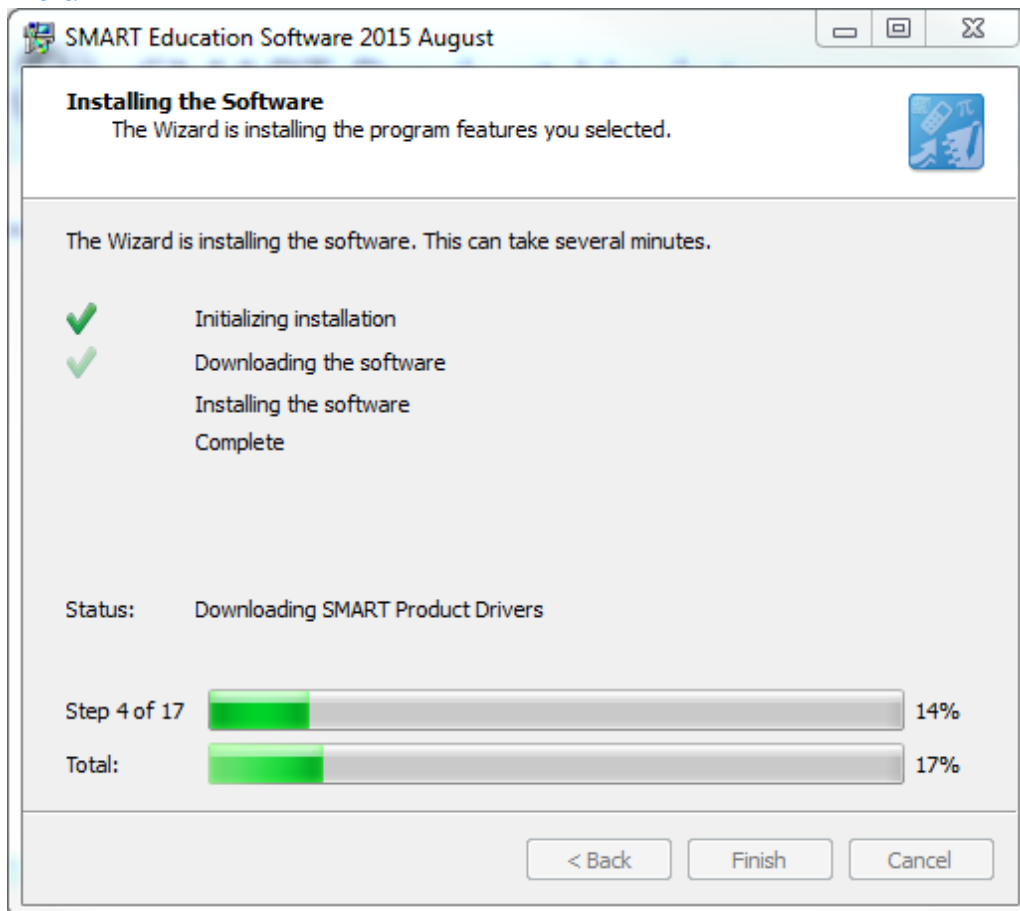 SMART Education Software 2015 August
Installing the Software
The Wizard is installing the program features you selected.
The Wizard is installing the software. This can take several minutes.
Initializing installation
Downloading the software
Installing the software
Complete
Status: Downloading SMART Product Drivers
Step 4 of 17 14%
Total: 17%
< Back Finish Cancel